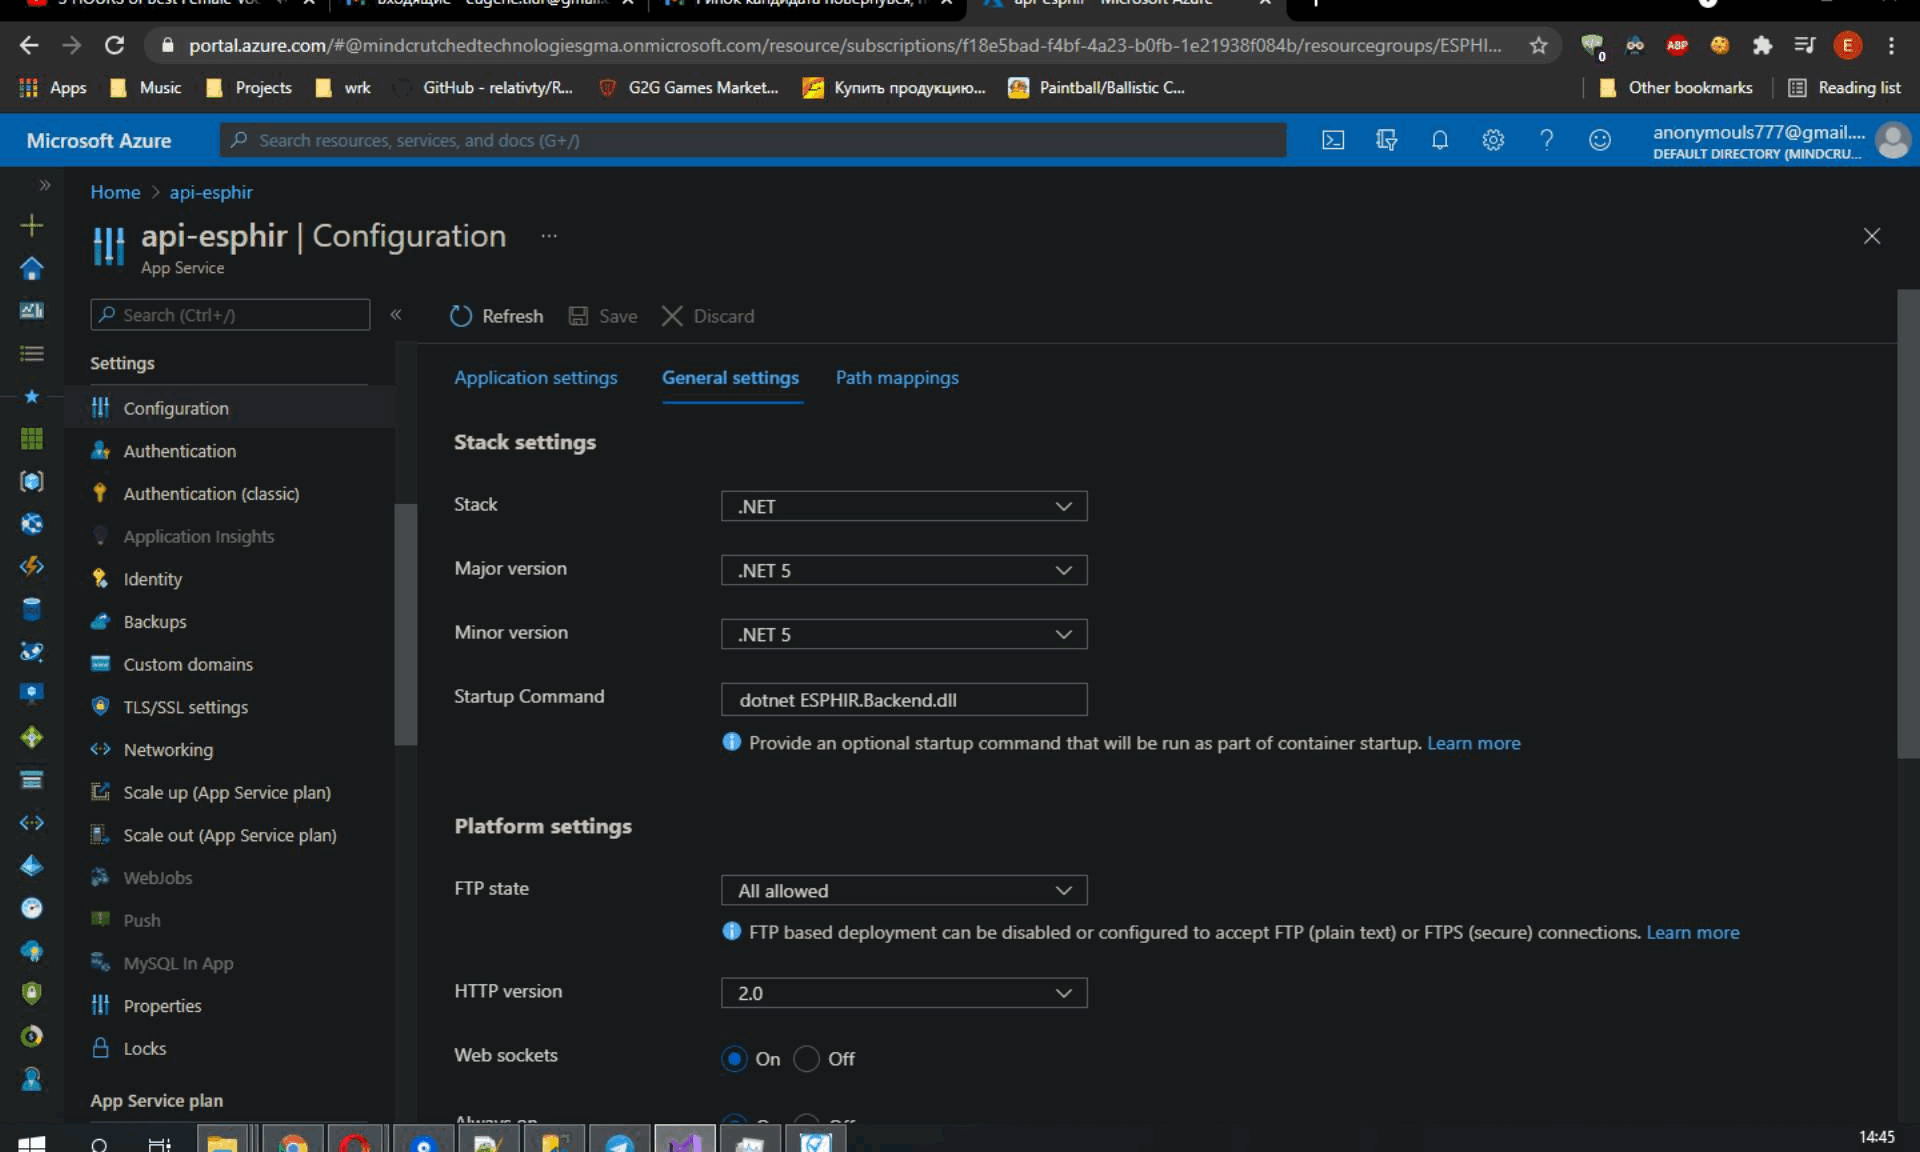 portal.azure.com/#@mindcrutchedtechnologiesgma.onmicrosoft.com/resource/subscriptions/f18e5bad-f4bf-4a23-b0fb-1e21938f084b/resourcegroups/ESPHI...
0
ABP
E
Apps
Music
Projects
wrk
GitHub - relativty/R...
G2G Games Market...
Купить продукцию...
Paintball/Ballistic C...
Other bookmarks
Reading list
Microsoft Azure
Search resources, services, and docs (G+/)
anonymouls777@gmail....
DEFAULT DIRECTORY (MINDCRU...
Home > api-esphir
api-esphir | Configuration ...
App Service
Search (Ctrl+/)
Refresh
Save
Discard
Settings
Configuration
Authentication
Authentication (classic)
Application Insights
Identity
Backups
Custom domains
TLS/SSL settings
Networking
Scale up (App Service plan)
Scale out (App Service plan)
WebJobs
Push
MySQL In App
Properties
Locks
App Service plan
Application settings
General settings
Path mappings
Stack settings
Stack
.NET
Major version
.NET 5
Minor version
.NET 5
Startup Command
dotnet ESPHIR.Backend.dll
Provide an optional startup command that will be run as part of container startup. Learn more
Platform settings
FTP state
All allowed
FTP based deployment can be disabled or configured to accept FTP (plain text) or FTPS (secure) connections. Learn more
HTTP version
2.0
Web sockets
On
Off
14:45